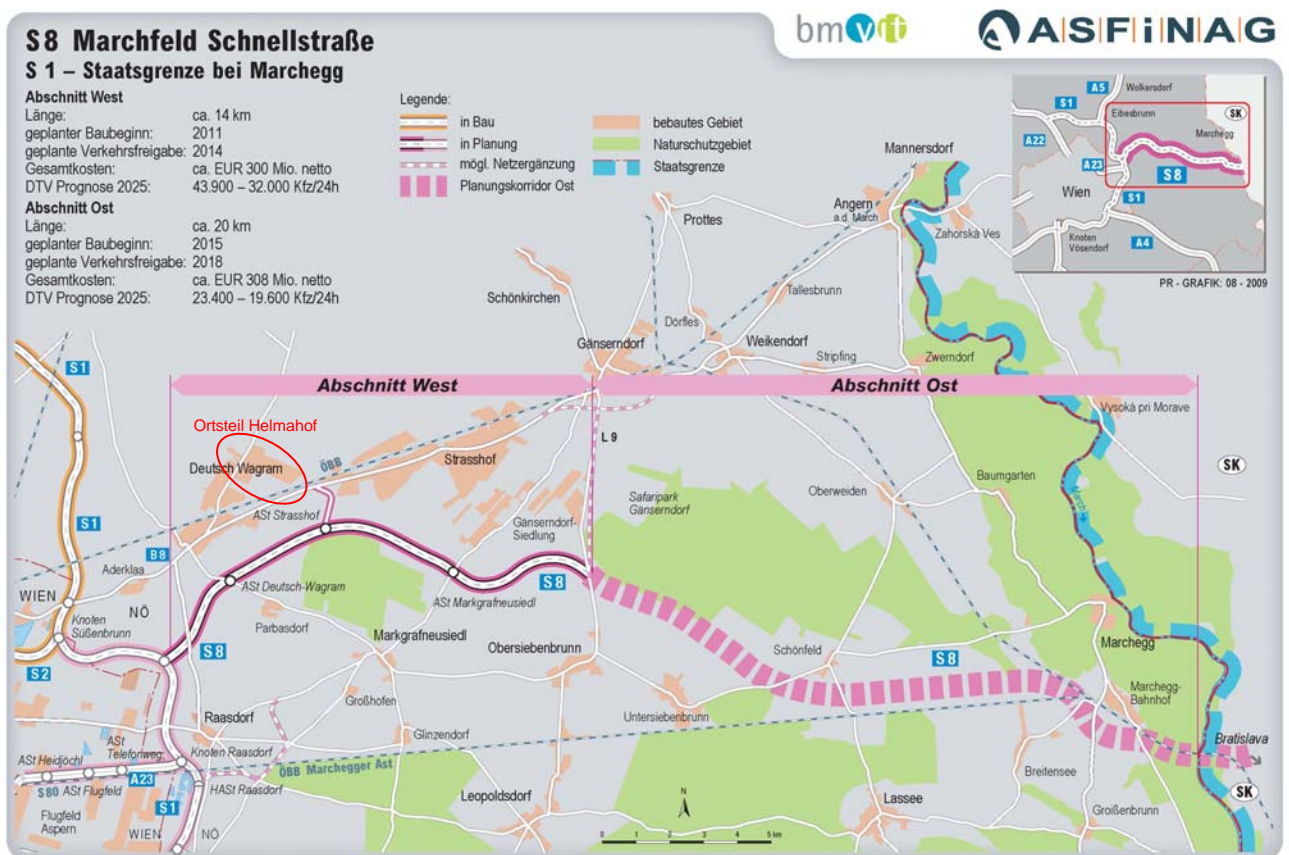 S8 Marchfeld Schnellstraße
S 1 – Staatsgrenze bei Marchegg
bmvit
ASFiNAG
Abschnitt West
Länge: ca. 14 km
geplanter Baubeginn: 2011
geplante Verkehrsfreigabe: 2014
Gesamtkosten: ca. EUR 300 Mio. netto
DTV Prognose 2025: 43.900 – 32.000 Kfz/24h
Abschnitt Ost
Länge: ca. 20 km
geplanter Baubeginn: 2015
geplante Verkehrsfreigabe: 2018
Gesamtkosten: ca. EUR 308 Mio. netto
DTV Prognose 2025: 23.400 – 19.600 Kfz/24h
Legende:
in Bau
in Planung
mögl. Netzergänzung
Planungskorridor Ost
bebautes Gebiet
Naturschutzgebiet
Staatsgrenze
A5
Wolkersdorf
S1
Eibesbrunn
SK
A22
Marchegg
A23
S8
Wien
S1
Knoten
Vösendorf
A4
PR - GRAFIK: 08 - 2009
Mannersdorf
Angern
a.d. March
Prottes
Zahorská Ves
Schönkirchen
Tallesbrunn
Dörfles
Gänserndorf
Weikendorf
Stripfing
Zwerndorf
S1
Abschnitt West
Abschnitt Ost
Vysoká pri Morave
Ortsteil Helmahof
L 9
Deutsch Wagram
ÖBB
Strasshof
SK
Baumgarten
Oberweiden
March
Safaripark
Gänserndorf
ASt Strasshof
Gänserndorf-
Siedlung
S1
B8
Aderklaa
ASt Deutsch-Wagram
S8
WIEN
NÖ
ASt Markgrafneusiedl
Knoten
Süßenbrunn
Parbasdorf
Markgrafneusiedl
Obersiebenbrunn
Marchegg
S8
Schönfeld
S8
S2
Marchegg-
Bahnhof
Großhofen
Raasdorf
Untersiebenbrunn
Glinzendorf
ASt
Teleforiweg.
Knoten Raasdorf
Bratislava
ASt Heidjöchl
ÖBB Marchegger Ast
A23
S80
ASt Flugfeld
HASt Raasdorf
Breitensee
SK
S1
Flugfeld
Aspern
Leopoldsdorf
N
Lassee
Großenbrunn
WIEN
NÖ
0 1 2 3 4 5 km